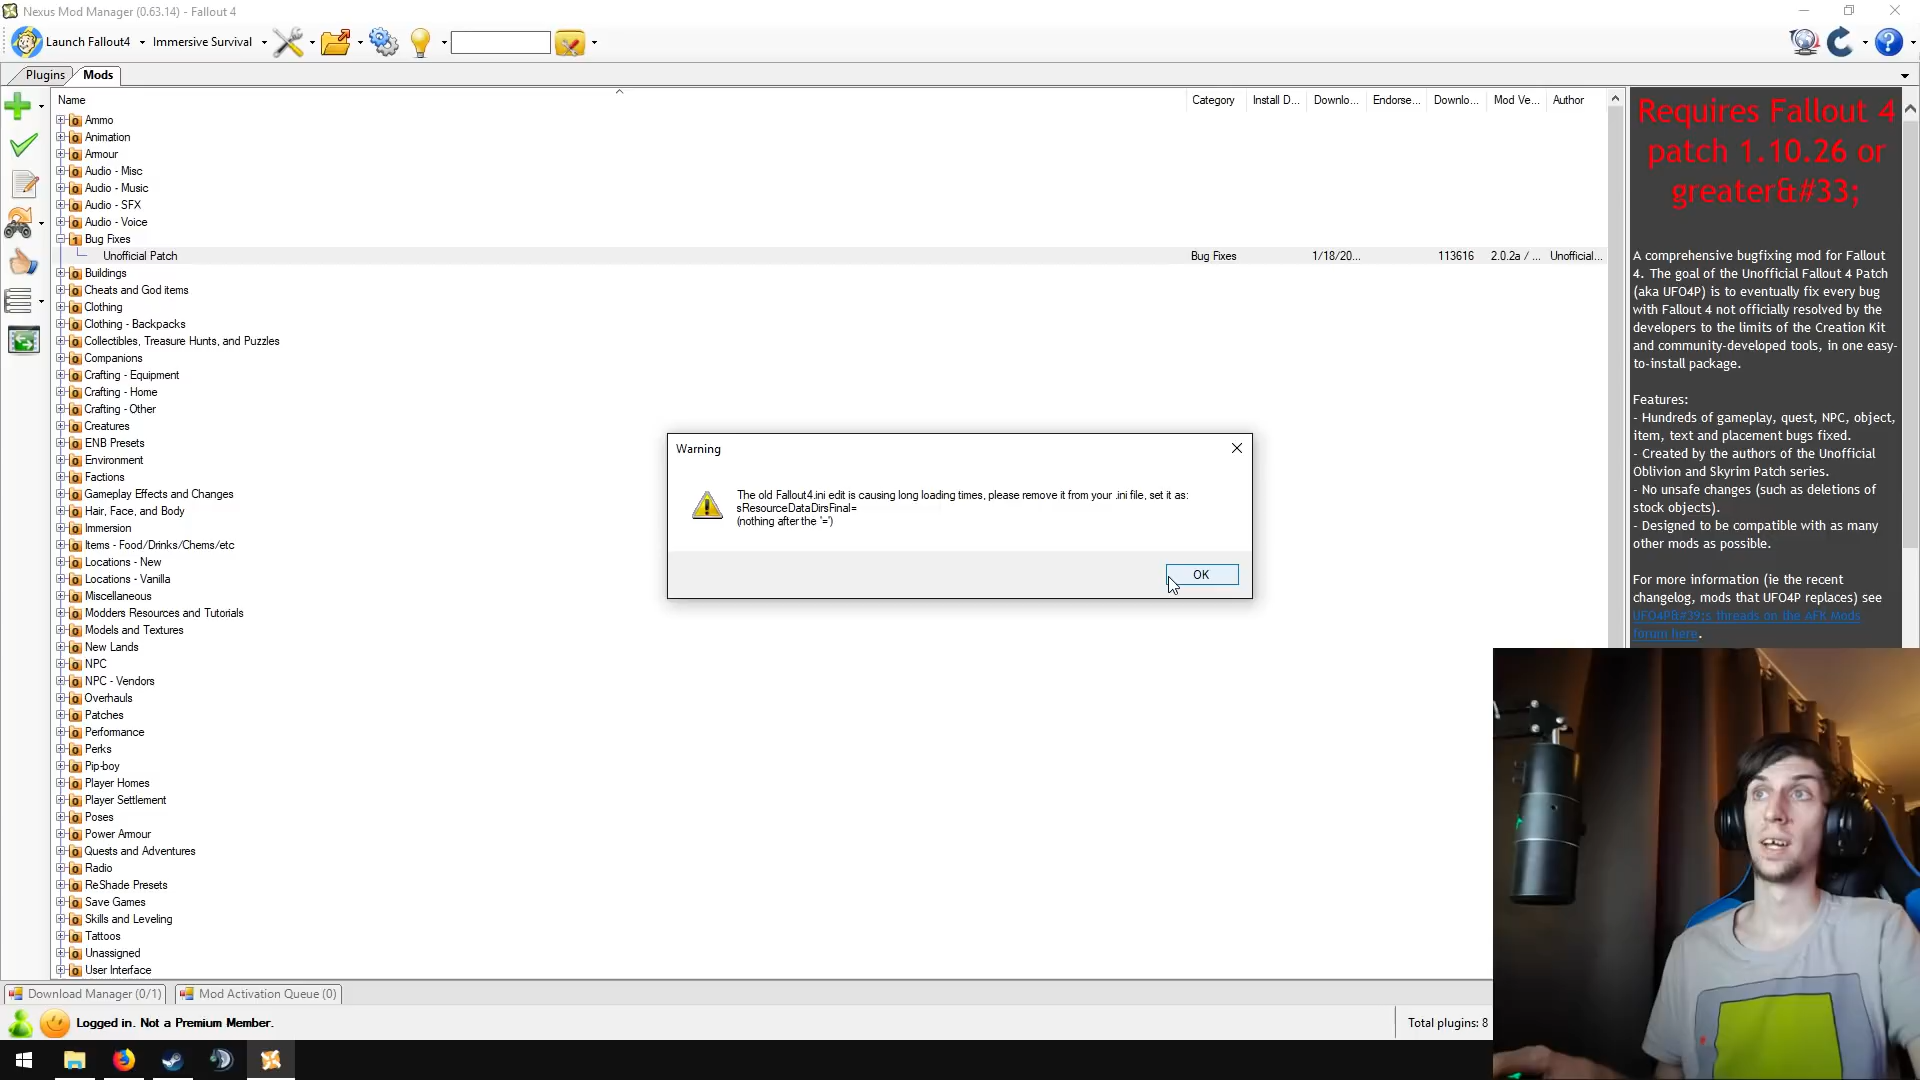 Nexus Mod Manager (0.63.14) - Fallout 4
Launch Fallout4
Immersive Survival
Plugins
Mods
Name
Category
Install D...
Downlo...
Endorse...
Downlo...
Mod Ve...
Author
Ammo
Animation
Armour
Audio - Misc
Audio - Music
Audio - SFX
Audio - Voice
Bug Fixes
Unofficial Patch
Bug Fixes
1/18/20...
113616
2.0.2a / ...
Unofficial...
Buildings
Cheats and God items
Clothing
Clothing - Backpacks
Collectibles, Treasure Hunts, and Puzzles
Companions
Crafting - Equipment
Crafting - Home
Crafting - Other
Creatures
ENB Presets
Environment
Factions
Gameplay Effects and Changes
Hair, Face, and Body
Immersion
Items - Food/Drinks/Chems/etc
Locations - New
Locations - Vanilla
Miscellaneous
Modders Resources and Tutorials
Models and Textures
New Lands
NPC
NPC - Vendors
Overhauls
Patches
Performance
Perks
Pip-boy
Player Homes
Player Settlement
Poses
Power Armour
Quests and Adventures
Radio
ReShade Presets
Save Games
Skills and Leveling
Tattoos
Unassigned
User Interface
Warning
The old Fallout4.ini edit is causing long loading times, please remove it from your .ini file, set it as:
sResourceDataDirsFinal=
(nothing after the '=')
OK
Requires Fallout 4
patch 1.10.26 or
greater&#33;
A comprehensive bugfixing mod for Fallout
4. The goal of the Unofficial Fallout 4 Patch
(aka UFO4P) is to eventually fix every bug
with Fallout 4 not officially resolved by the
developers to the limits of the Creation Kit
and community-developed tools, in one easy-
to-install package.
Features:
- Hundreds of gameplay, quest, NPC, object,
item, text and placement bugs fixed.
- Created by the authors of the Unofficial
Oblivion and Skyrim Patch series.
- No unsafe changes (such as deletions of
stock objects).
- Designed to be compatible with as many
other mods as possible.
For more information (ie the recent
changelog, mods that UFO4P replaces) see
UFO4P&#39;s threads on the AFK Mods
forum here.
Download Manager (0/1)
Mod Activation Queue (0)
Logged in. Not a Premium Member.
Total plugins: 8